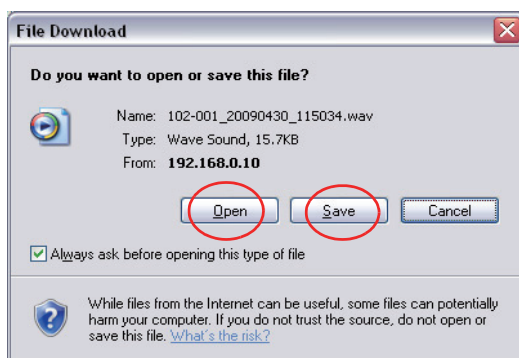 File Download
Do you want to open or save this file?
Name: 102-001_20090430_115034.wav
Type: Wave Sound, 15.7KB
From: 192.168.0.10
Open Save Cancel
Always ask before opening this type of file
While files from the Internet can be useful, some files can potentially
harm your computer. If you do not trust the source, do not open or
save this file. What's the risk?